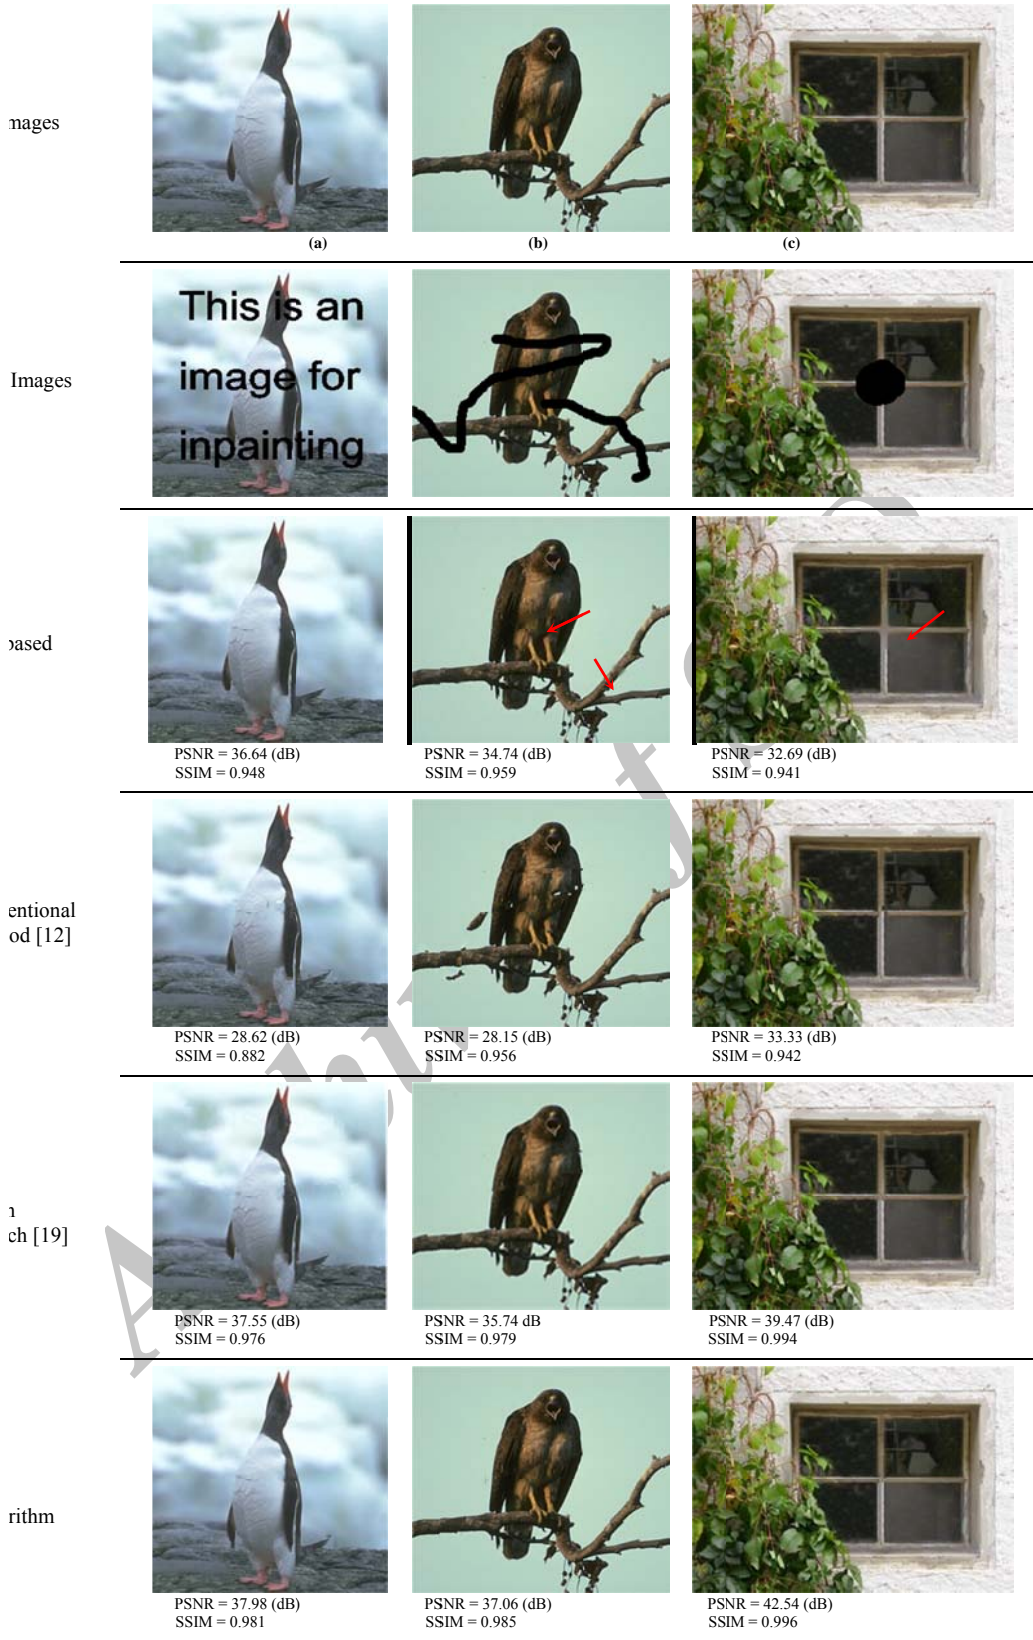 mages
(a) (b) (c)
Images
This is an
image for
inpainting
based
PSNR = 36.64 (dB) PSNR = 34.74 (dB) PSNR = 32.69 (dB)
SSIM = 0.948 SSIM = 0.959 SSIM = 0.941
entional
od [12]
PSNR = 28.62 (dB) PSNR = 28.15 (dB) PSNR = 33.33 (dB)
SSIM = 0.882 SSIM = 0.956 SSIM = 0.942
ch [19]
PSNR = 37.55 (dB) PSNR = 35.74 dB PSNR = 39.47 (dB)
SSIM = 0.976 SSIM = 0.979 SSIM = 0.994
rithm
PSNR = 37.98 (dB) PSNR = 37.06 (dB) PSNR = 42.54 (dB)
SSIM = 0.981 SSIM = 0.985 SSIM = 0.996